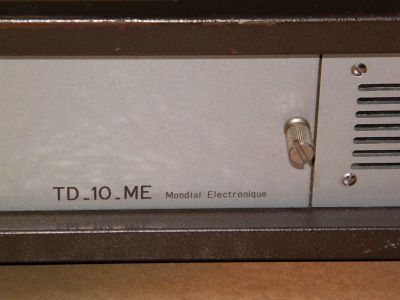 TD_10_ME Mondial Electronique